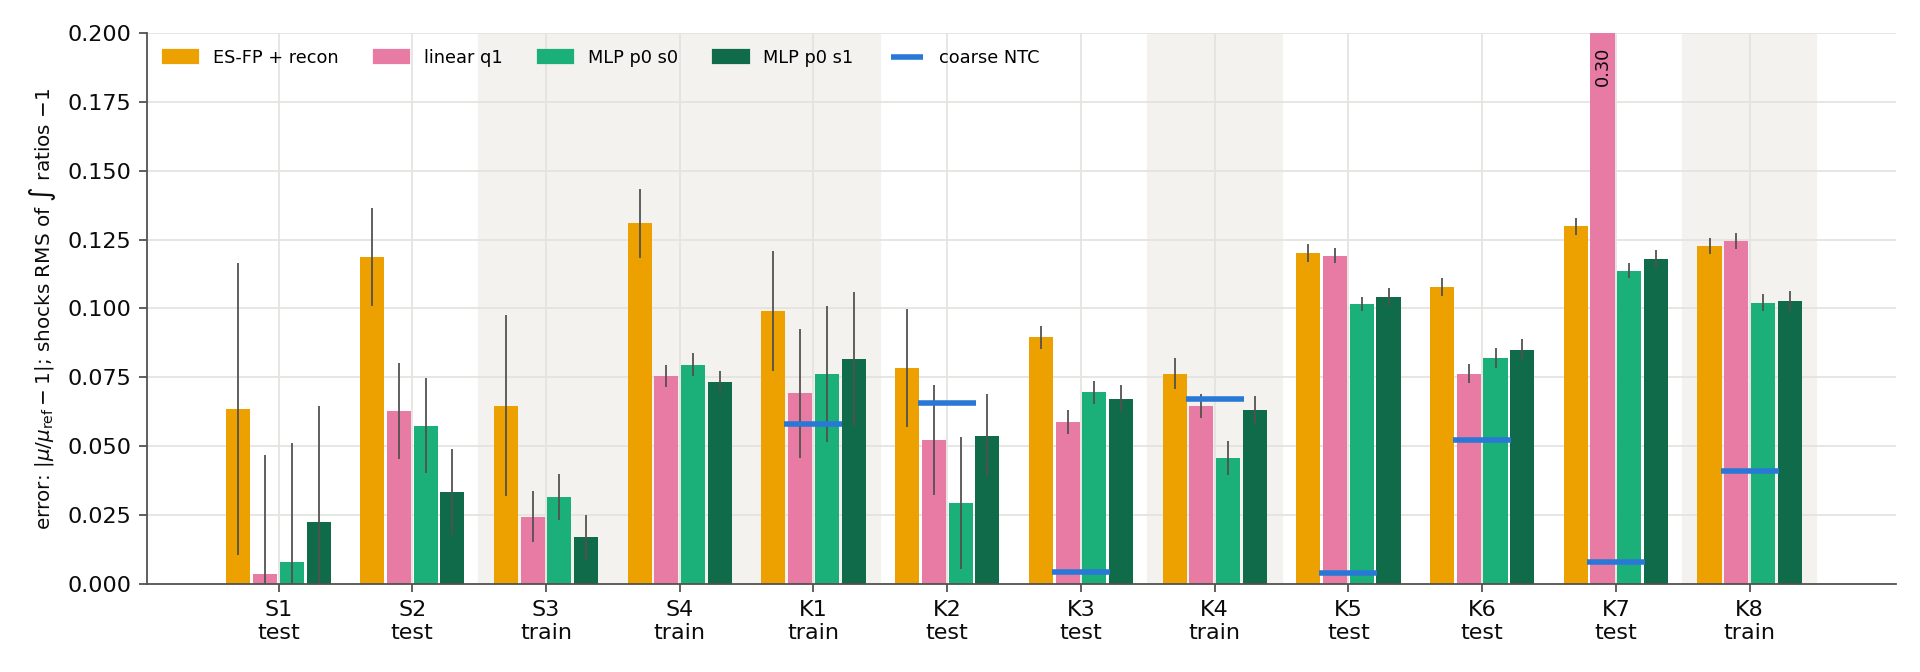 error: |μ/μref − 1|; shocks RMS of ∫ ratios −1
0.200
0.175
0.150
0.125
0.100
0.075
0.050
0.025
0.000
ES-FP + recon
linear q1
MLP p0 s0
MLP p0 s1
coarse NTC
0.30
S1
test
S2
test
S3
train
S4
train
K1
train
K2
test
K3
test
K4
train
K5
test
K6
test
K7
test
K8
train